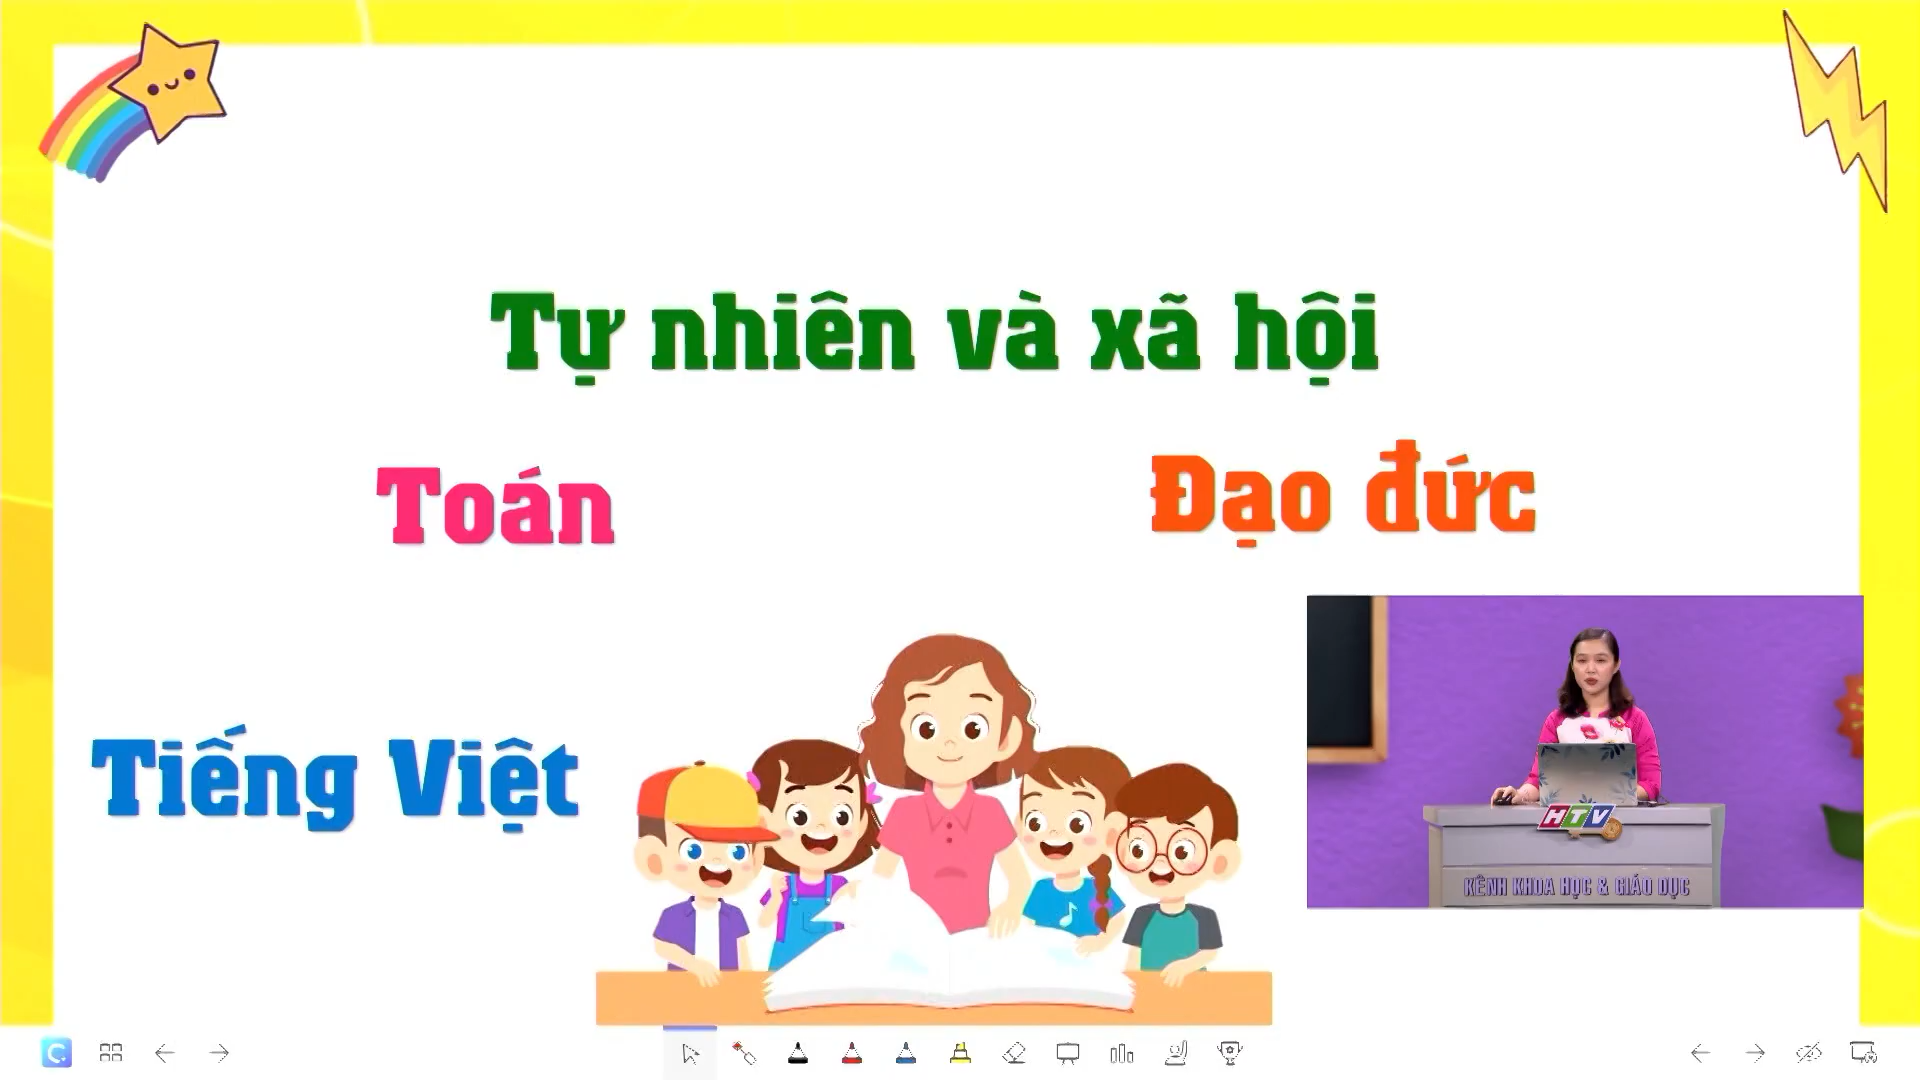 Tự nhiên và xã hội
Toán
Đạo đức
Tiếng Việt
HTV
KÊNH KHOA HỌC & GIÁO DỤC